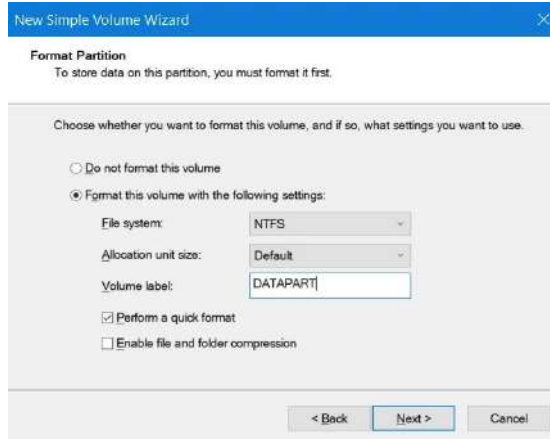 New Simple Volume Wizard
Format Partition
To store data on this partition, you must format it first.
Choose whether you want to format this volume, and if so, what settings you want to use.
Do not format this volume
Format this volume with the following settings:
File system: NTFS
Allocation unit size: Default
Volume label: DATAPART
Perform a quick format
Enable file and folder compression
< Back Next > Cancel